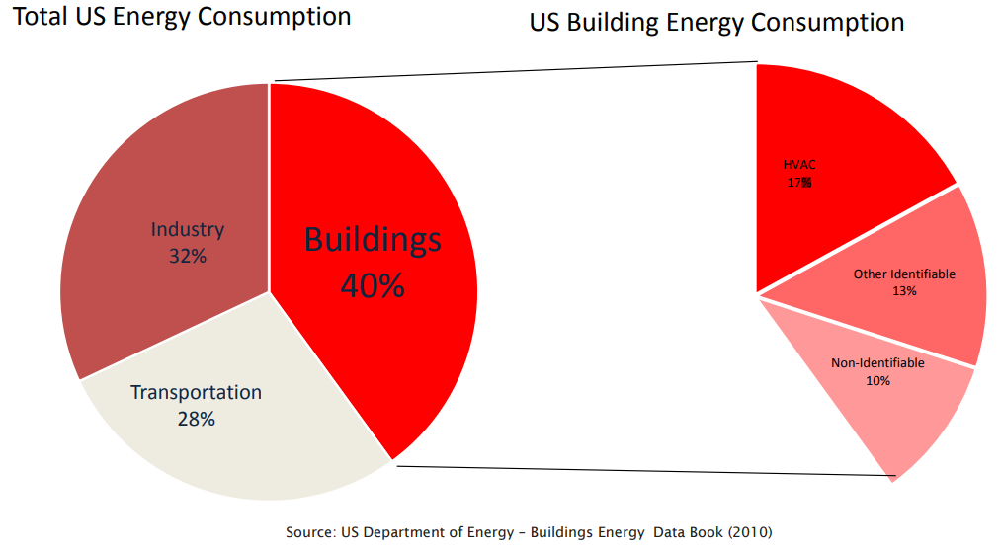 Total US Energy Consumption
US Building Energy Consumption
Industry
32%
Buildings
40%
Transportation
28%
HVAC
17%
Other Identifiable
13%
Non-Identifiable
10%
Source: US Department of Energy – Buildings Energy  Data Book (2010)